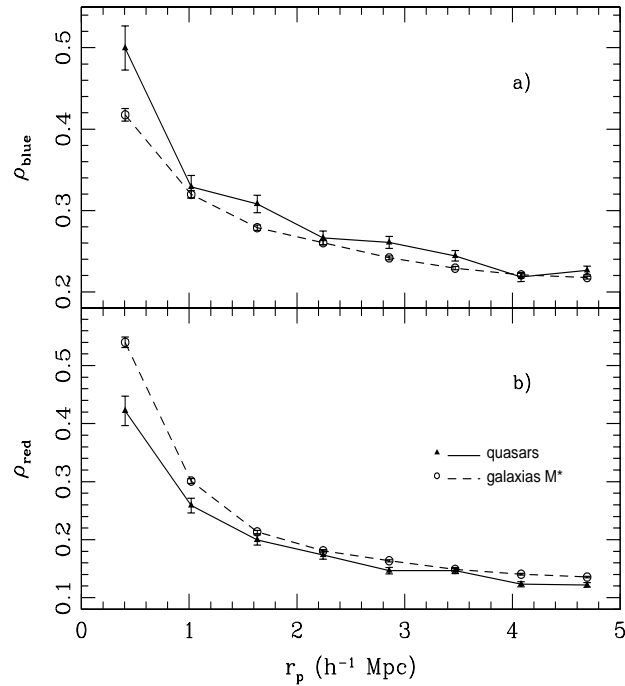 0.5
a)
0.4
ρblue
0.3
0.2
0.5
b)
0.4
ρred
quasars
0.3
galaxias M*
0.2
0.1
0 1 2 3 4 5
rp (h⁻¹ Mpc)